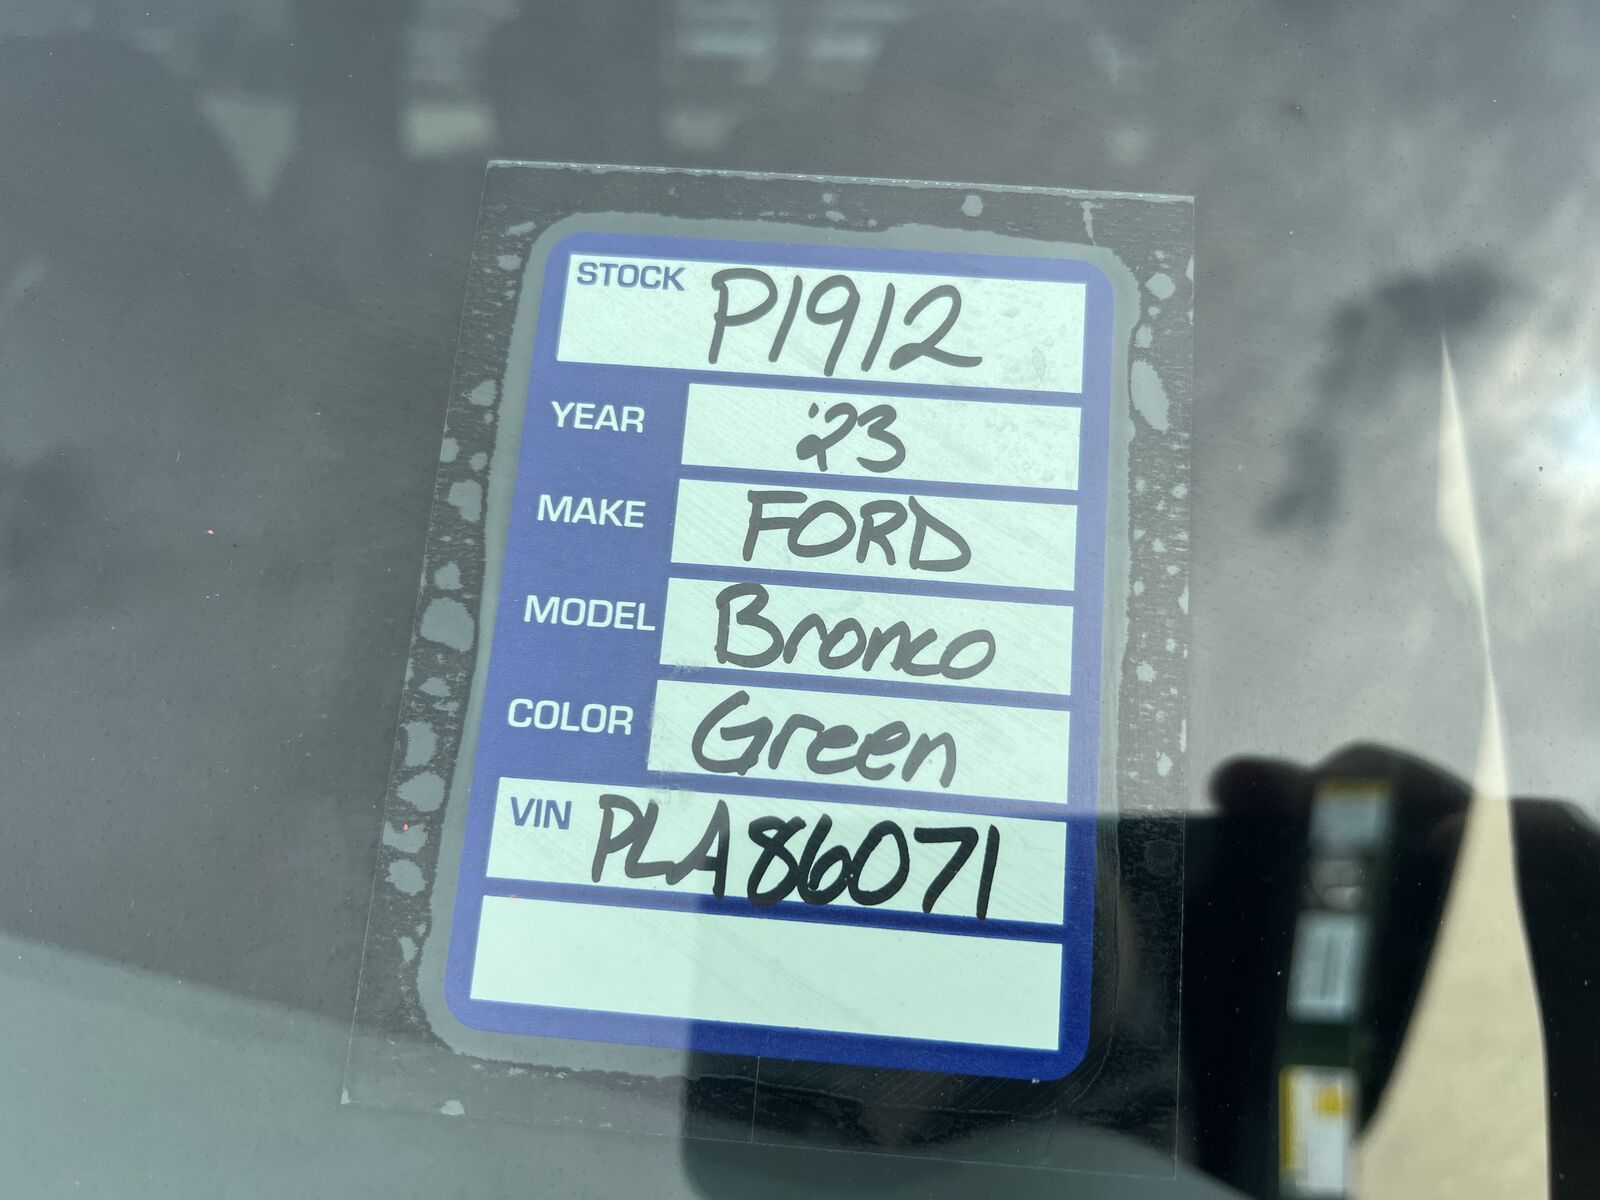 STOCK P1912
YEAR '23
MAKE FORD
MODEL Bronco
COLOR Green
VIN PLA86071